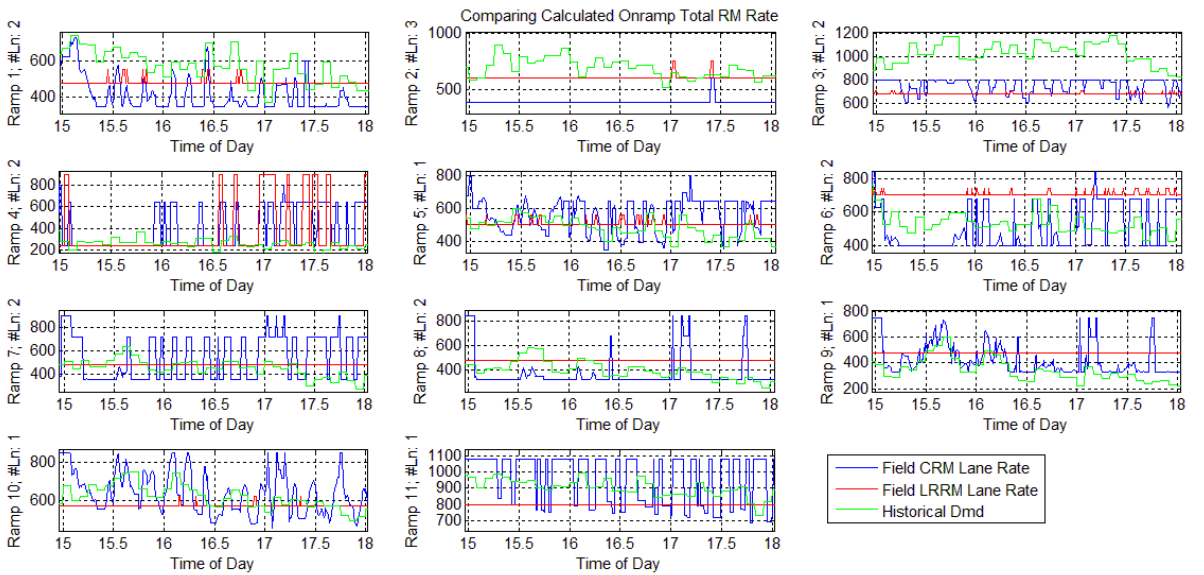 Comparing Calculated Onramp Total RM Rate
Ramp 1; #Ln: 2
600
400
15 15.5 16 16.5 17 17.5 18
Time of Day
Ramp 2; #Ln: 3
1000
500
15 15.5 16 16.5 17 17.5 18
Time of Day
Ramp 3; #Ln: 2
1200
1000
800
600
15 15.5 16 16.5 17 17.5 18
Time of Day
Ramp 4; #Ln: 2
800
600
400
200
15 15.5 16 16.5 17 17.5 18
Time of Day
Ramp 5; #Ln: 1
800
600
400
15 15.5 16 16.5 17 17.5 18
Time of Day
Ramp 6; #Ln: 2
800
600
400
15 15.5 16 16.5 17 17.5 18
Time of Day
Ramp 7; #Ln: 2
800
600
400
15 15.5 16 16.5 17 17.5 18
Time of Day
Ramp 8; #Ln: 2
800
600
400
15 15.5 16 16.5 17 17.5 18
Time of Day
Ramp 9; #Ln: 1
800
600
400
200
15 15.5 16 16.5 17 17.5 18
Time of Day
Ramp 10; #Ln: 1
800
600
15 15.5 16 16.5 17 17.5 18
Time of Day
Ramp 11; #Ln: 1
1100
1000
900
800
700
15 15.5 16 16.5 17 17.5 18
Time of Day
Field CRM Lane Rate
Field LRRM Lane Rate
Historical Dmd